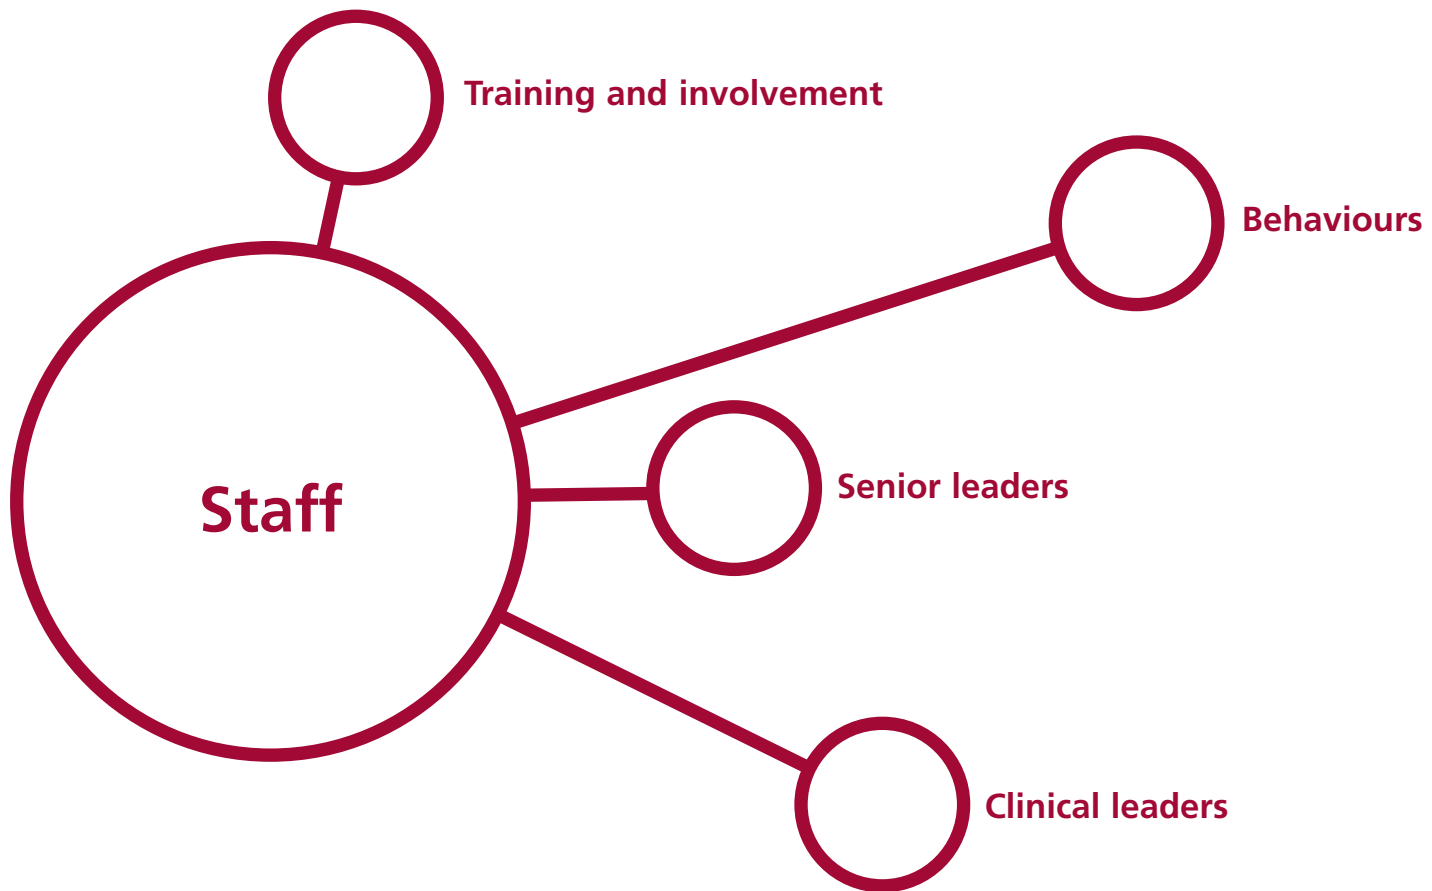 Training and involvement
Behaviours
Senior leaders
Staff
Clinical leaders